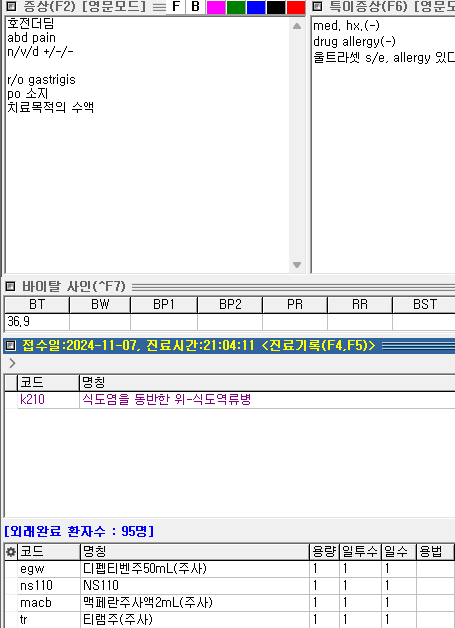 증상(F2) [영문모드] F B
호전더딤
abd pain
n/v/d +/-/-
r/o gastrigis
po 소지
치료목적의 수액
특이증상(F6) [영문모
med. hx.(-)
drug allergy(-)
울트라셋 s/e, allergy 있다
바이탈 사인(^F7)
BT BW BP1 BP2 PR RR BST
36.9
접수일:2024-11-07, 진료시간:21:04:11 <진료기록(F4,F5)>
코드 명칭
k210 식도염을 동반한 위-식도역류병
[외래완료 환자수 : 95명]
코드 명칭 용량 일투수 일수 용법
egw 디펩티벤주50mL(주사) 1 1 1
ns110 NS110 1 1 1
macb 맥페란주사액2mL(주사) 1 1 1
tr 티램주(주사) 1 1 1